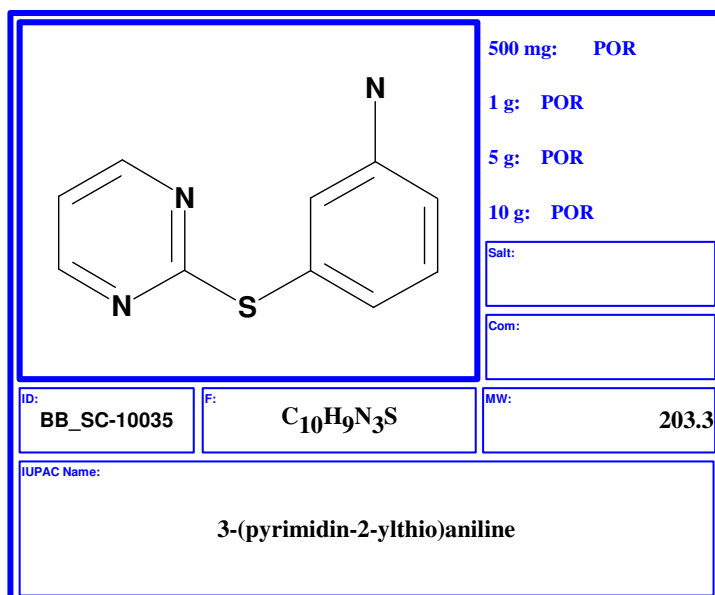 N
N
N
S
500 mg: POR
1 g: POR
5 g: POR
10 g: POR
Salt:
Com:
ID:
BB_SC-10035
F:
C10H9N3S
MW:
203.3
IUPAC Name:
3-(pyrimidin-2-ylthio)aniline